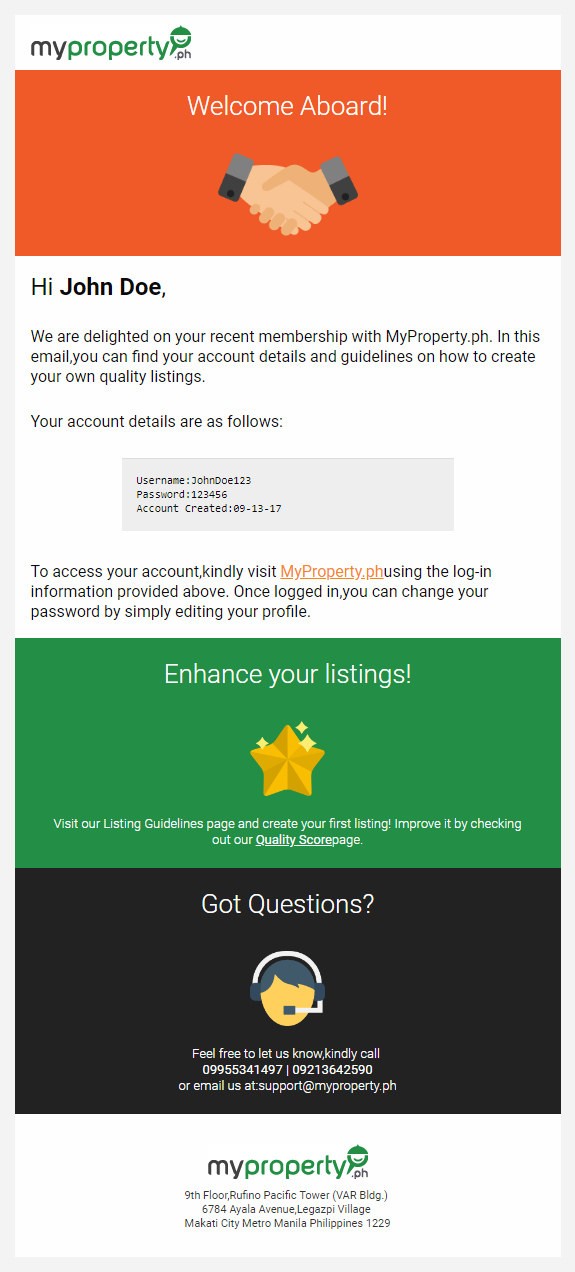 myproperty.ph
Welcome Aboard!
Hi John Doe,
We are delighted on your recent membership with MyProperty.ph. In this
email,you can find your account details and guidelines on how to create
your own quality listings.
Your account details are as follows:
Username:JohnDoe123
Password:123456
Account Created:09-13-17
To access your account,kindly visit MyProperty.phusing the log-in
information provided above. Once logged in,you can change your
password by simply editing your profile.
Enhance your listings!
Visit our Listing Guidelines page and create your first listing! Improve it by checking
out our Quality Scorepage.
Got Questions?
Feel free to let us know,kindly call
09955341497 | 09213642590
or email us at:support@myproperty.ph
myproperty.ph
9th Floor,Rufino Pacific Tower (VAR Bldg.)
6784 Ayala Avenue,Legazpi Village
Makati City Metro Manila Philippines 1229